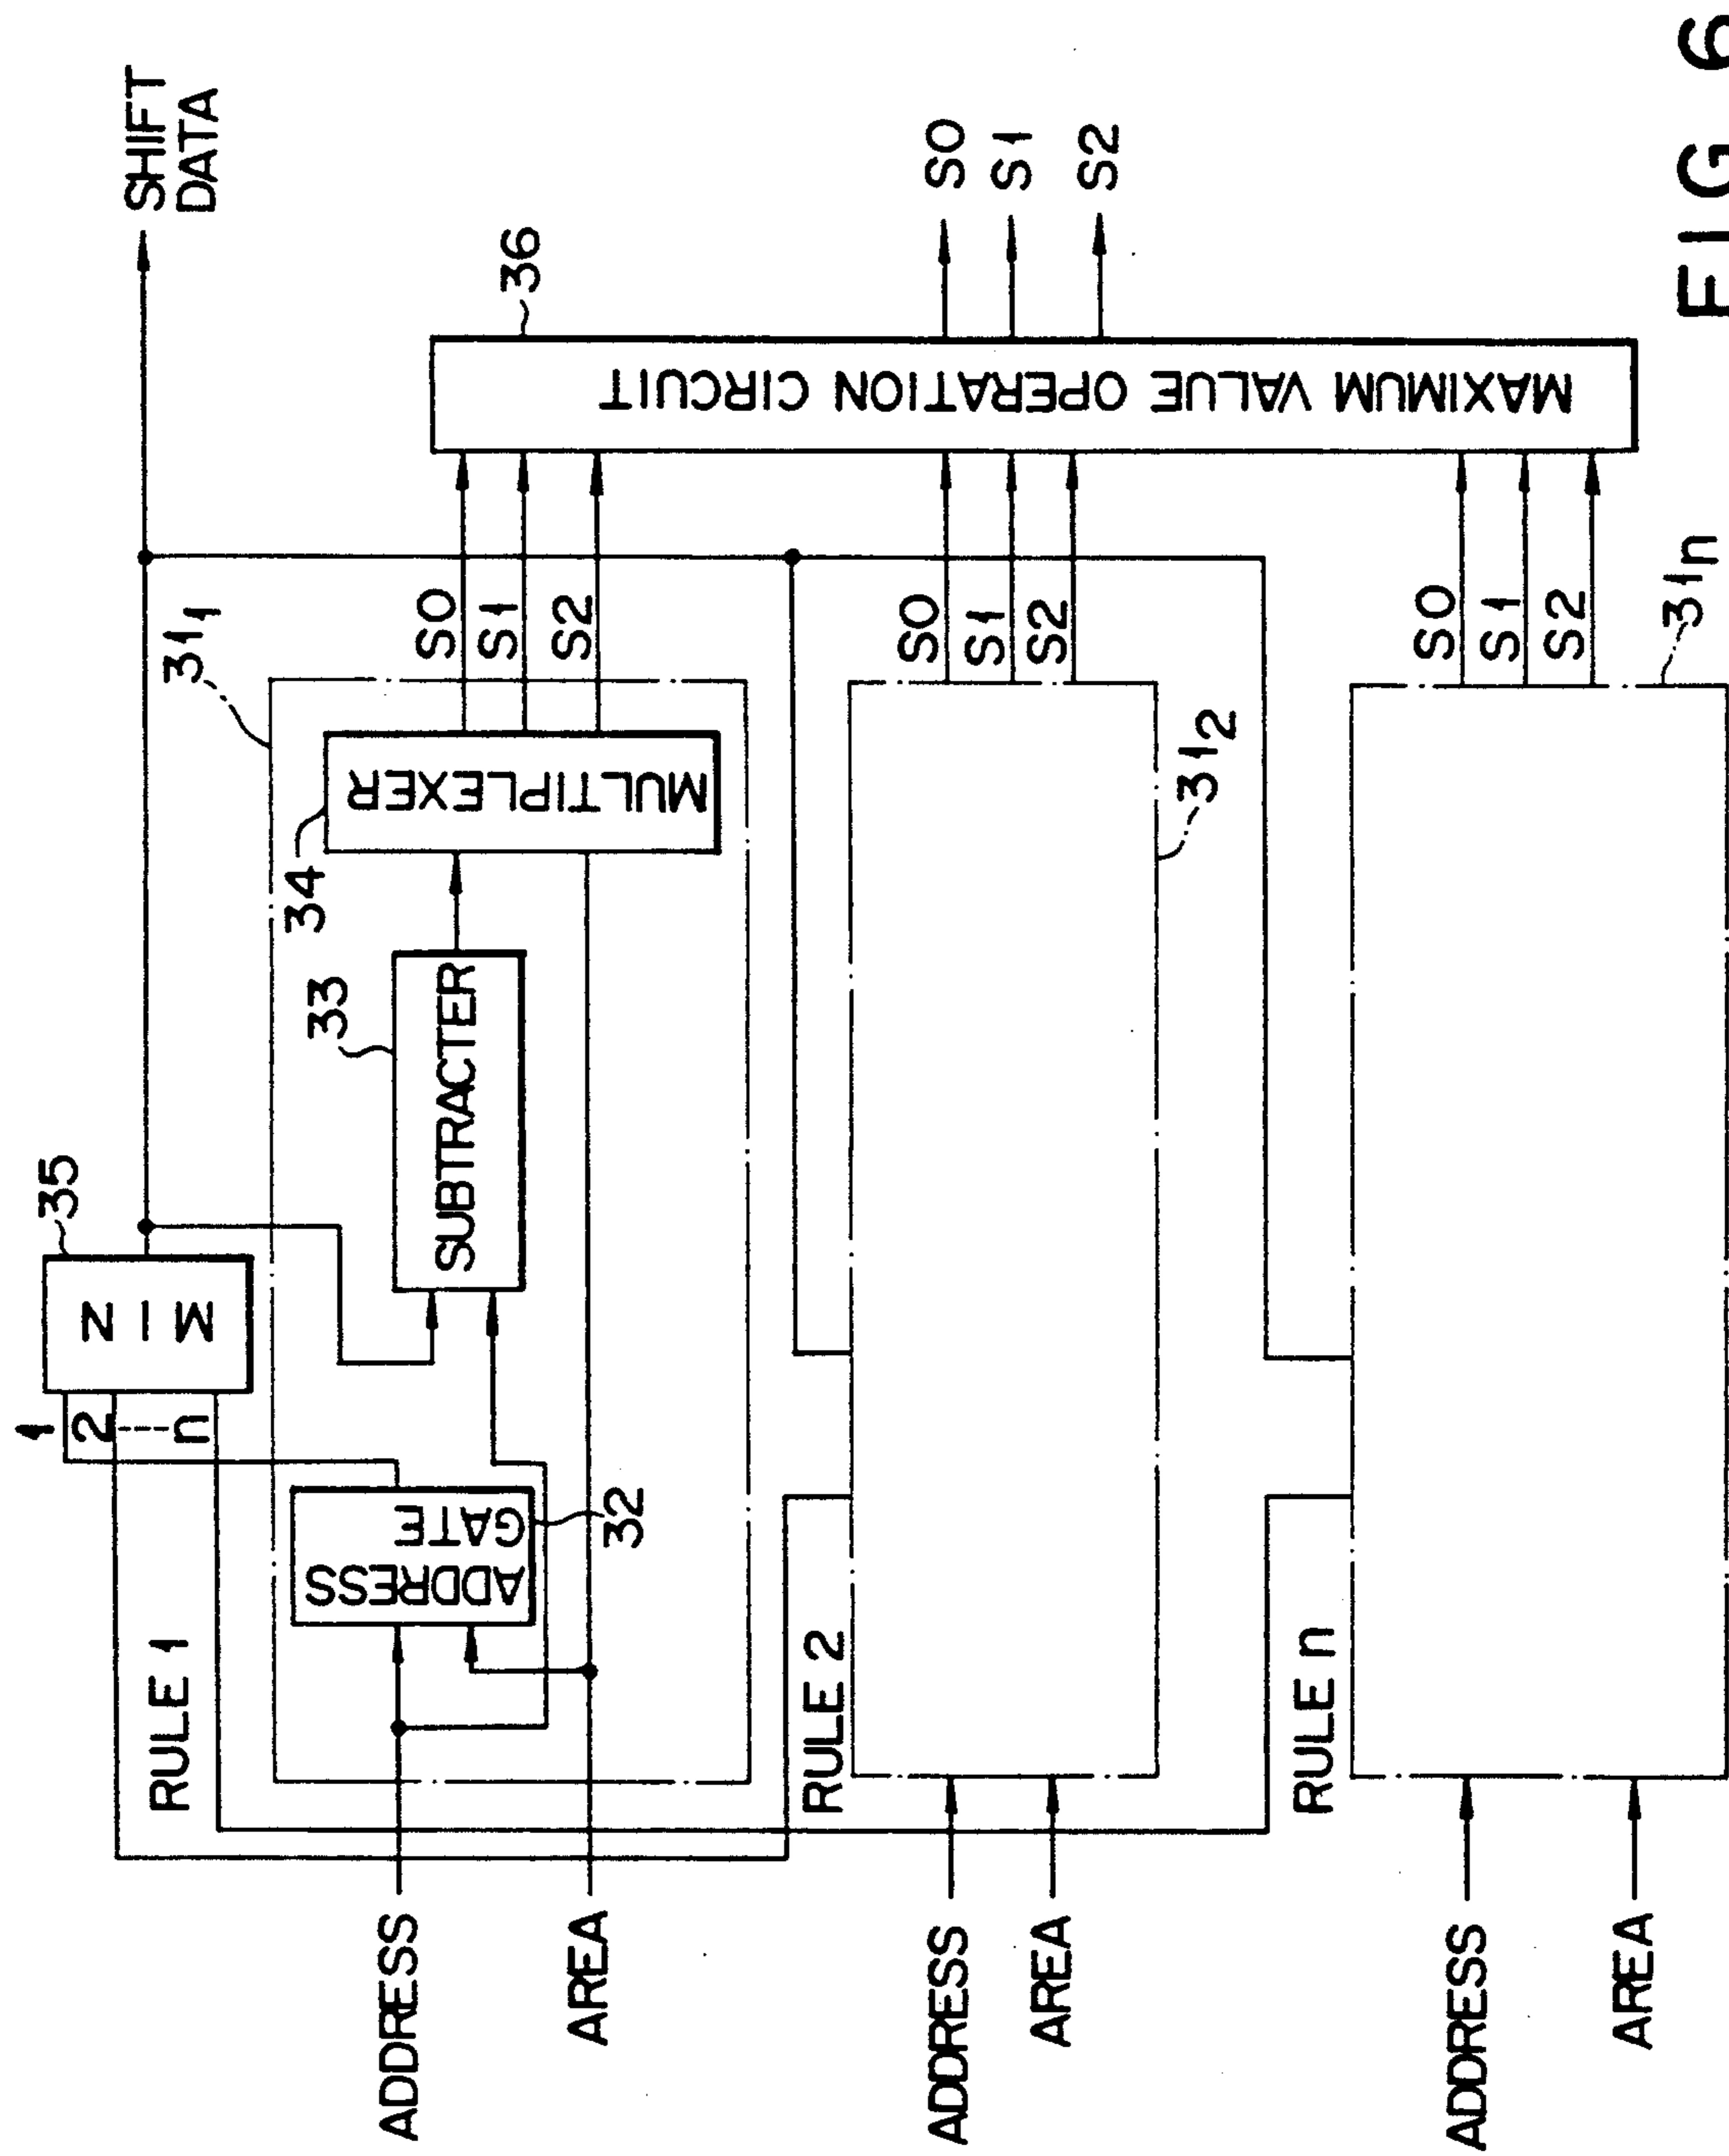 SHIFT
DATA
35
MIN
1
2----n
RULE 1
31₁
ADDRESS
GATE
32
33
SUBTRACTER
34
MULTIPLEXER
ADDRESS
AREA
S0
S1
S2
36
MAXIMUM VALUE OPERATION CIRCUIT
S0
S1
S2
RULE 2
ADDRESS
AREA
31₂
S0
S1
S2
RULE n
ADDRESS
AREA
S0
S1
S2
31n
FIG 6